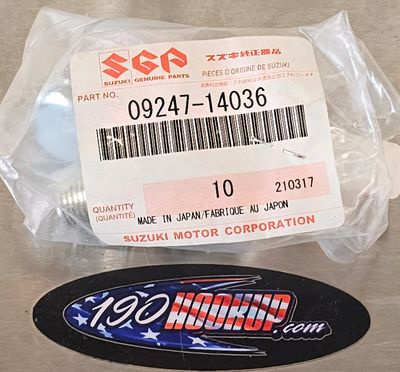 SGP
SUZUKI GENUINE PARTS
スズキ純正部品
PIÈCES D'ORIGINE DE SUZUKI
PART NO.
09247-14036
QUANTITY
(QUANTITÉ)
10
210317
MADE IN JAPAN/FABRIQUE AU JAPON
SUZUKI MOTOR CORPORATION
190HOOKUP.com